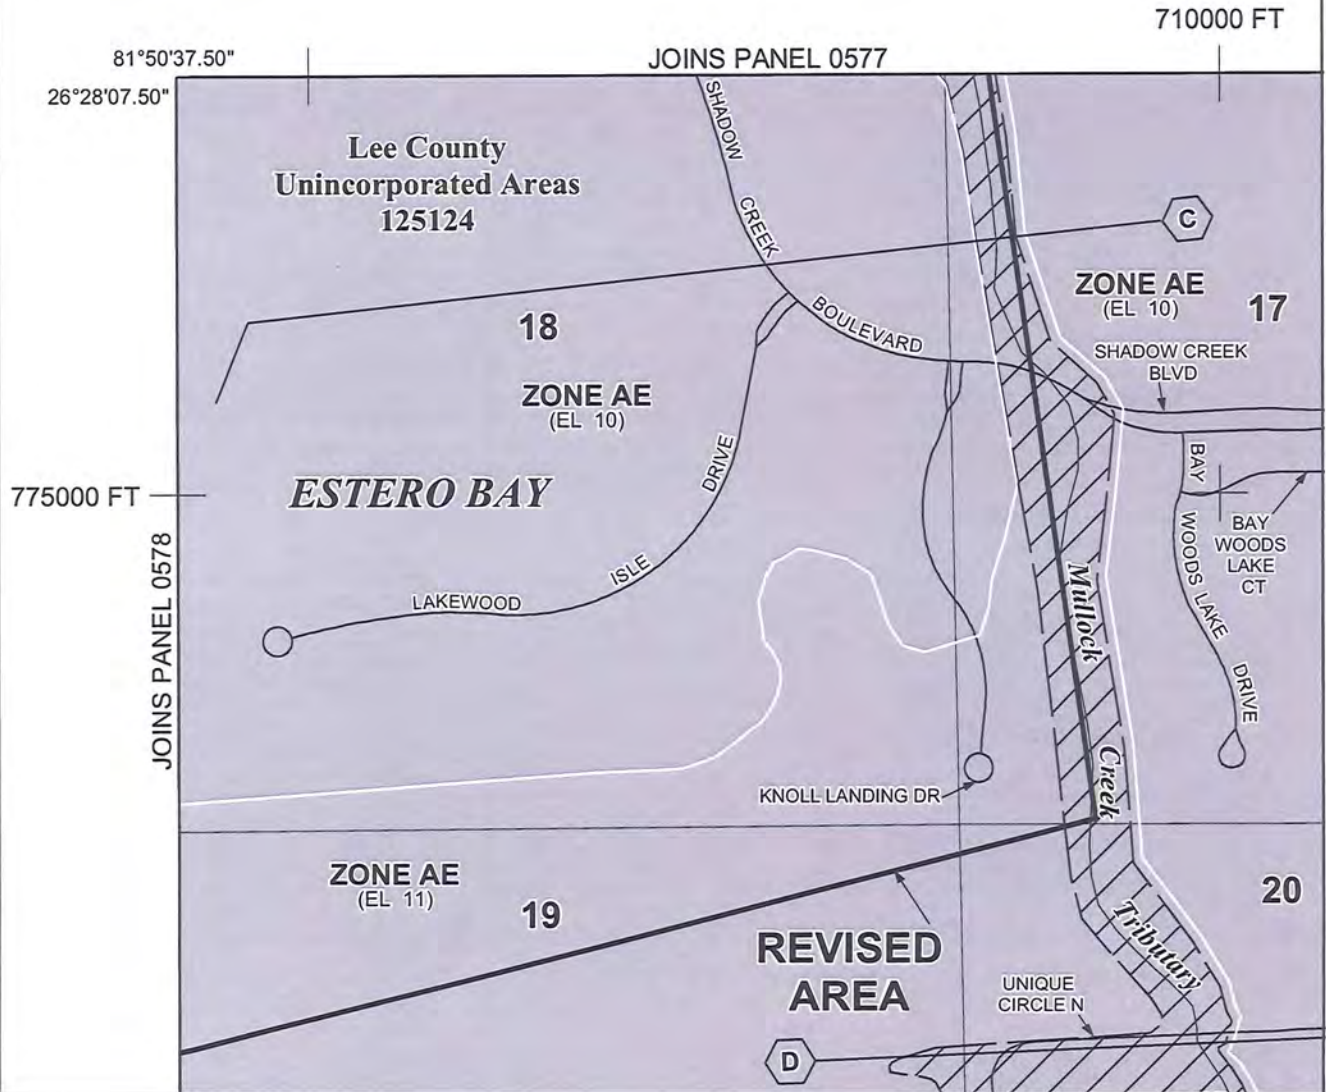 710000 FT
81°50'37.50"
JOINS PANEL 0577
26°28'07.50"
SHADOW
Lee County
Unincorporated Areas
125124
CREEK
C
ZONE AE
(EL 10)
17
18
BOULEVARD
SHADOW CREEK
BLVD
ZONE AE
(EL 10)
DRIVE
BAY
775000 FT
ESTERO BAY
BAY
WOODS
LAKE
CT
WOODS LAKE
JOINS PANEL 0578
ISLE
LAKEWOOD
Mullock
DRIVE
Creek
KNOLL LANDING DR
ZONE AE
(EL 11)
19
20
Tributary
REVISED
AREA
UNIQUE
CIRCLE N
D